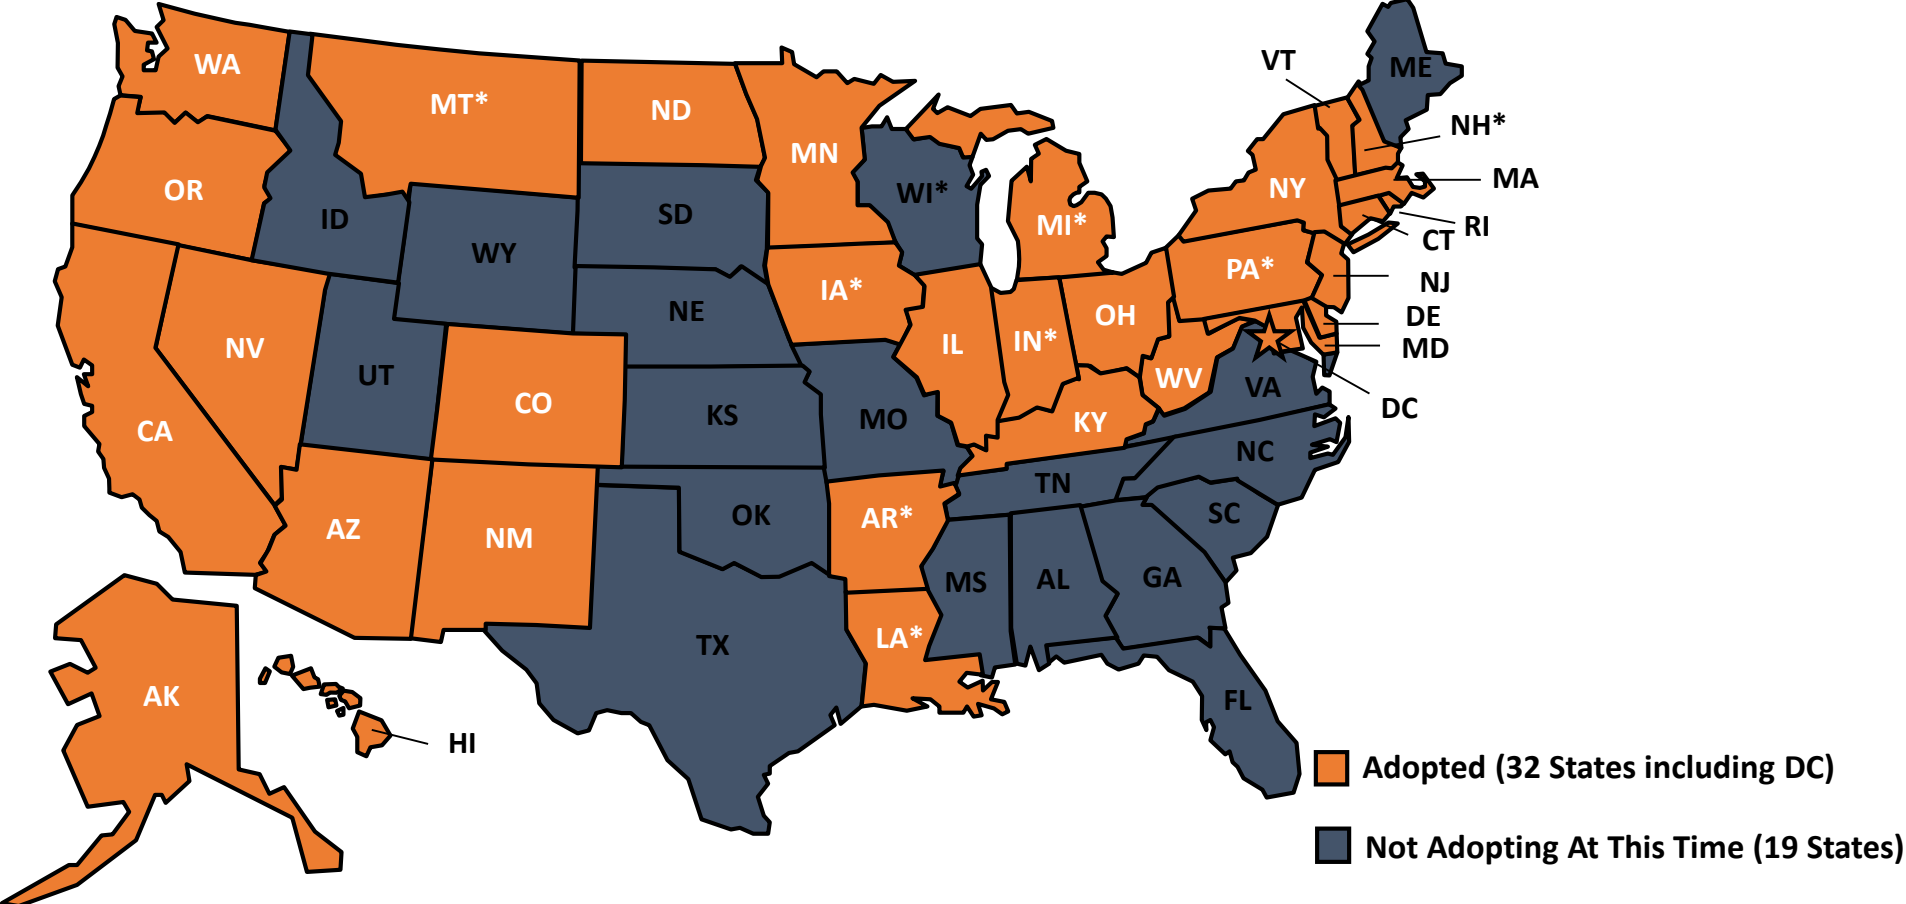 WA
MT*
ND
MN
OR
ID
WY
SD
WI*
MI*
NY
VT
ME
NH*
MA
RI
CT
NJ
PA*
DE
MD
DC
CA
NV
UT
CO
NE
KS
IA*
IL
IN*
OH
WV
VA
KY
MO
AZ
NM
OK
AR*
TN
NC
SC
MS
AL
GA
LA*
TX
FL
AK
HI
Adopted (32 States including DC)
Not Adopting At This Time (19 States)